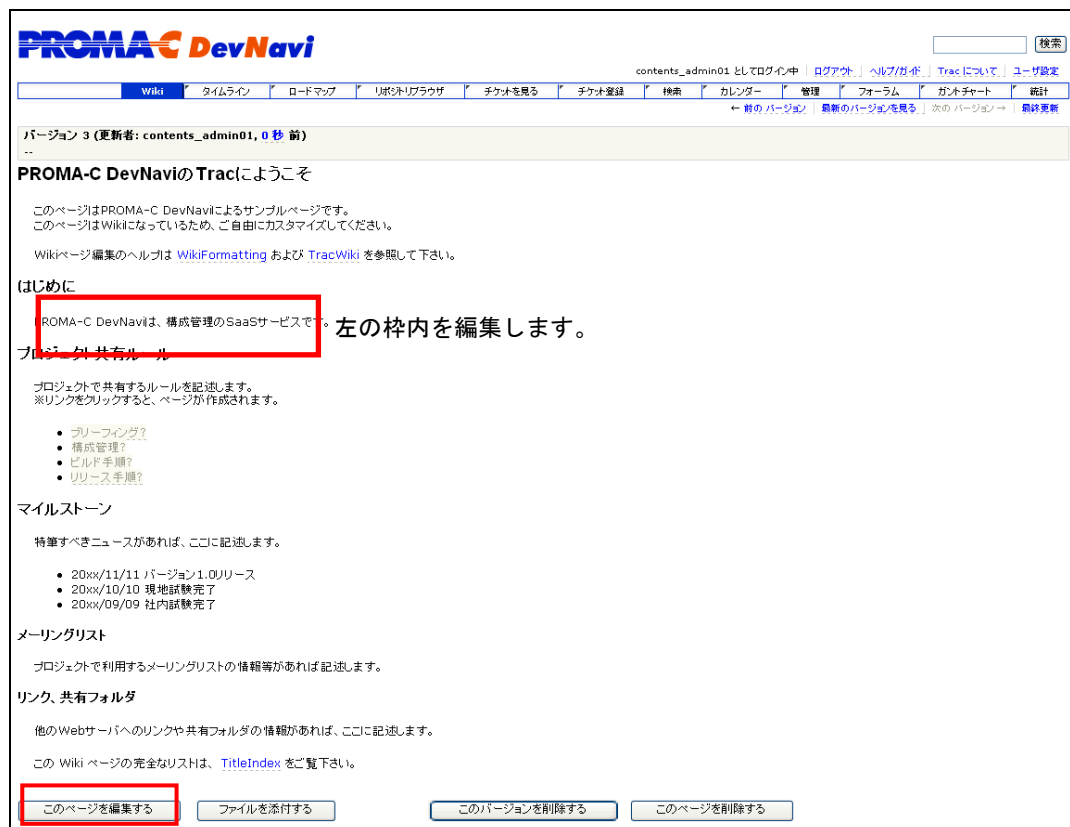 PROMA-C DevNavi
検索
contents_admin01 としてログイン中 ログアウト ヘルプ/ガイド Trac について ユーザ設定
Wiki タイムライン ロードマップ リポジトリブラウザ チケットを見る チケット登録 検索 カレンダー 管理 フォーラム ガントチャート 統計
← 前の バージョン 最新のバージョンを見る 次の バージョン → 最終更新
バージョン 3 (更新者: contents_admin01, 0 秒 前)
--
PROMA-C DevNaviのTracにようこそ
このページはPROMA-C DevNaviによるサンプルページです。
このページはWikiになっているため、ご自由にカスタマイズしてください。
Wikiページ編集のヘルプは WikiFormatting および TracWiki を参照して下さい。
はじめに
PROMA-C DevNaviは、構成管理のSaaSサービスです。
左の枠内を編集します。
プロジェクト共有ルール
プロジェクトで共有するルールを記述します。
※リンクをクリックすると、ページが作成されます。
• ブリーフィング?
• 構成管理?
• ビルド手順?
• リリース手順?
マイルストーン
特筆すべきニュースがあれば、ここに記述します。
• 20xx/11/11 バージョン1.0リリース
• 20xx/10/10 現地試験完了
• 20xx/09/09 社内試験完了
メーリングリスト
プロジェクトで利用するメーリングリストの情報等があれば記述します。
リンク、共有フォルダ
他のWebサーバへのリンクや共有フォルダの情報があれば、ここに記述します。
この Wiki ページの完全なリストは、 TitleIndex をご覧下さい。
このページを編集する ファイルを添付する このバージョンを削除する このページを削除する